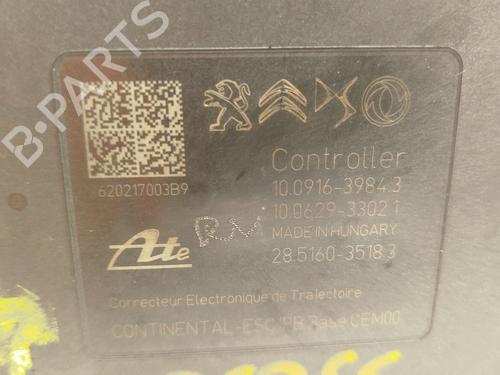 B-PARTS
Controller
620217003B9
10.0916-3984.3
10.0629-3302.1
MADE IN HUNGARY
28.5160-3518.3
Ate
RN
Correcteur Electronique de Trajectoire
CONTINENTAL-ESC/PB Base CEM00